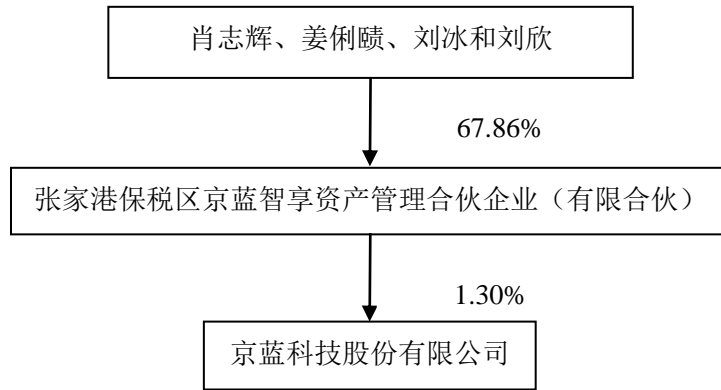 肖志辉、姜俐赜、刘冰和刘欣
67.86%
张家港保税区京蓝智享资产管理合伙企业（有限合伙）
1.30%
京蓝科技股份有限公司